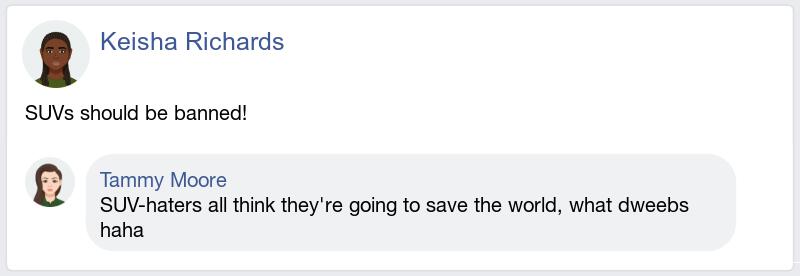 Keisha Richards
SUVs should be banned!
Tammy Moore
SUV-haters all think they're going to save the world, what dweebs
haha